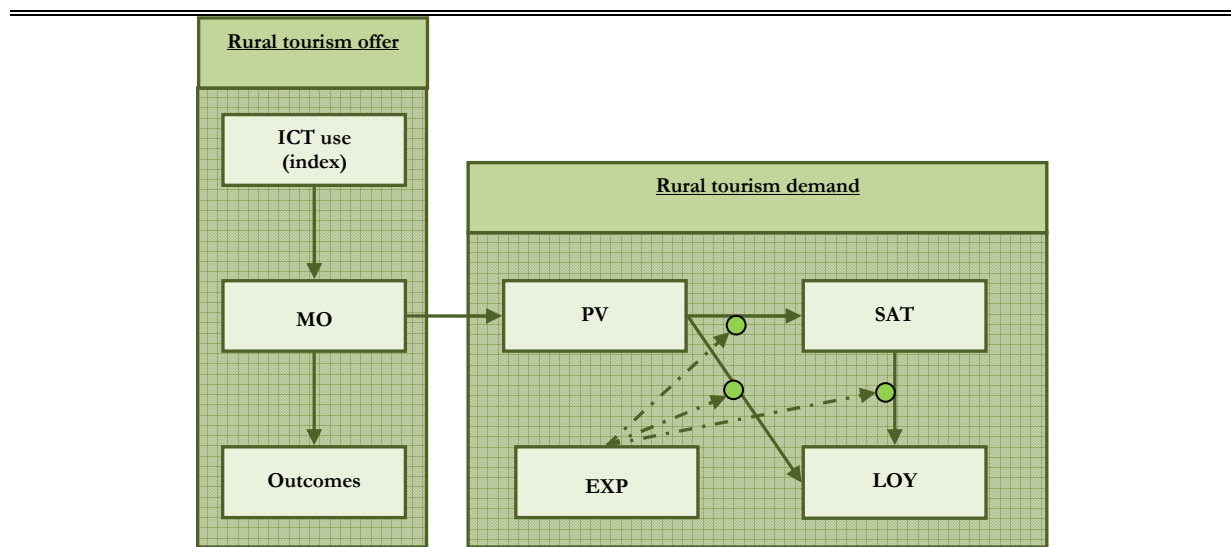 Rural tourism offer
ICT use
(index)
MO
Outcomes
Rural tourism demand
PV
SAT
EXP
LOY